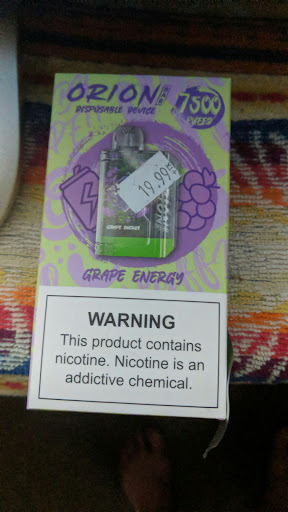 ORION
DISPOSABLE DEVICE
7500
PUFFS
19.99
ORION
GRAPE ENERGY
GRAPE ENERGY
WARNING
This product contains
nicotine. Nicotine is an
addictive chemical.